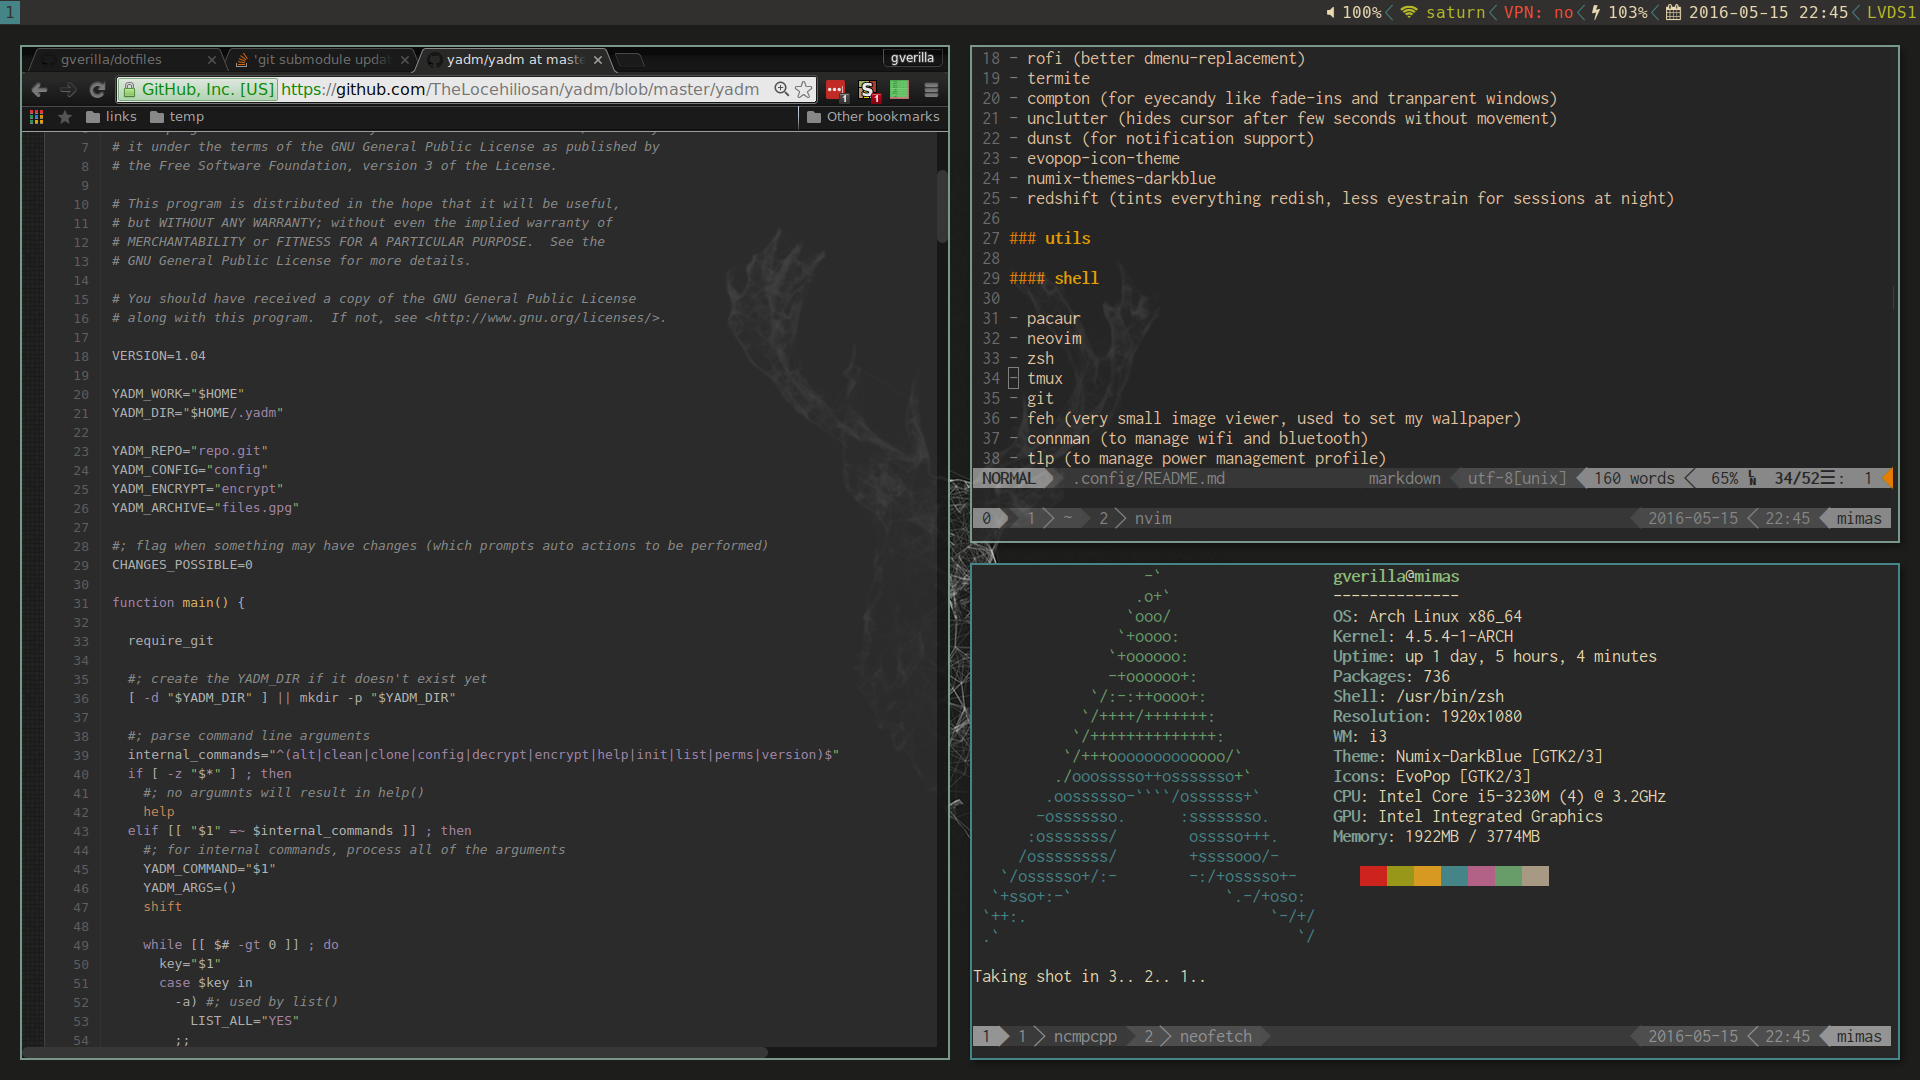 1
100% saturn VPN: no 103% 2016-05-15 22:45 LVDS1
gverilla/dotfiles
'git submodule updat
yadm/yadm at maste
gverilla
GitHub, Inc. [US] https://github.com/TheLocehiliosan/yadm/blob/master/yadm
links
temp
Other bookmarks
7 # it under the terms of the GNU General Public License as published by
8 # the Free Software Foundation, version 3 of the License.
9
10 # This program is distributed in the hope that it will be useful,
11 # but WITHOUT ANY WARRANTY; without even the implied warranty of
12 # MERCHANTABILITY or FITNESS FOR A PARTICULAR PURPOSE.  See the
13 # GNU General Public License for more details.
14
15 # You should have received a copy of the GNU General Public License
16 # along with this program.  If not, see <http://www.gnu.org/licenses/>.
17
18 VERSION=1.04
19
20 YADM_WORK="$HOME"
21 YADM_DIR="$HOME/.yadm"
22
23 YADM_REPO="repo.git"
24 YADM_CONFIG="config"
25 YADM_ENCRYPT="encrypt"
26 YADM_ARCHIVE="files.gpg"
27
28 #; flag when something may have changes (which prompts auto actions to be performed)
29 CHANGES_POSSIBLE=0
30
31 function main() {
32
33   require_git
34
35   #; create the YADM_DIR if it doesn't exist yet
36   [ -d "$YADM_DIR" ] || mkdir -p "$YADM_DIR"
37
38   #; parse command line arguments
39   internal_commands="^(alt|clean|clone|config|decrypt|encrypt|help|init|list|perms|version)$"
40   if [ -z "$*" ] ; then
41     #; no argumnts will result in help()
42     help
43   elif [[ "$1" =~ $internal_commands ]] ; then
44     #; for internal commands, process all of the arguments
45     YADM_COMMAND="$1"
46     YADM_ARGS=()
47     shift
48
49     while [[ $# -gt 0 ]] ; do
50       key="$1"
51       case $key in
52         -a) #; used by list()
53           LIST_ALL="YES"
54         ;;
18 - rofi (better dmenu-replacement)
19 - termite
20 - compton (for eyecandy like fade-ins and tranparent windows)
21 - unclutter (hides cursor after few seconds without movement)
22 - dunst (for notification support)
23 - evopop-icon-theme
24 - numix-themes-darkblue
25 - redshift (tints everything redish, less eyestrain for sessions at night)
26
27 ### utils
28
29 #### shell
30
31 - pacaur
32 - neovim
33 - zsh
34 - tmux
35 - git
36 - feh (very small image viewer, used to set my wallpaper)
37 - connman (to manage wifi and bluetooth)
38 - tlp (to manage power management profile)
NORMAL .config/README.md markdown utf-8[unix] 160 words 65% 34/52 : 1
0 1 ~ 2 nvim 2016-05-15 22:45 mimas
-`
.o+`
`ooo/
`+oooo:
`+oooooo:
-+oooooo+:
`/:-:++oooo+:
`/++++/+++++++:
`/++++++++++++++:
`/+++ooooooooooooo/`
./ooosssso++osssssso+`
.oossssso-````/ossssss+`
-osssssso.      :ssssssso.
:osssssss/        osssso+++.
/ossssssss/        +ssssooo/-
`/ossssso+/:-        -:/+osssso+-
`+sso+:-`                 `.-/+oso:
`++:.                           `-/+/
.`                                 `/
gverilla@mimas
--------------
OS: Arch Linux x86_64
Kernel: 4.5.4-1-ARCH
Uptime: up 1 day, 5 hours, 4 minutes
Packages: 736
Shell: /usr/bin/zsh
Resolution: 1920x1080
WM: i3
Theme: Numix-DarkBlue [GTK2/3]
Icons: EvoPop [GTK2/3]
CPU: Intel Core i5-3230M (4) @ 3.2GHz
GPU: Intel Integrated Graphics
Memory: 1922MB / 3774MB
Taking shot in 3.. 2.. 1..
1 1 ncmpcpp 2 neofetch 2016-05-15 22:45 mimas